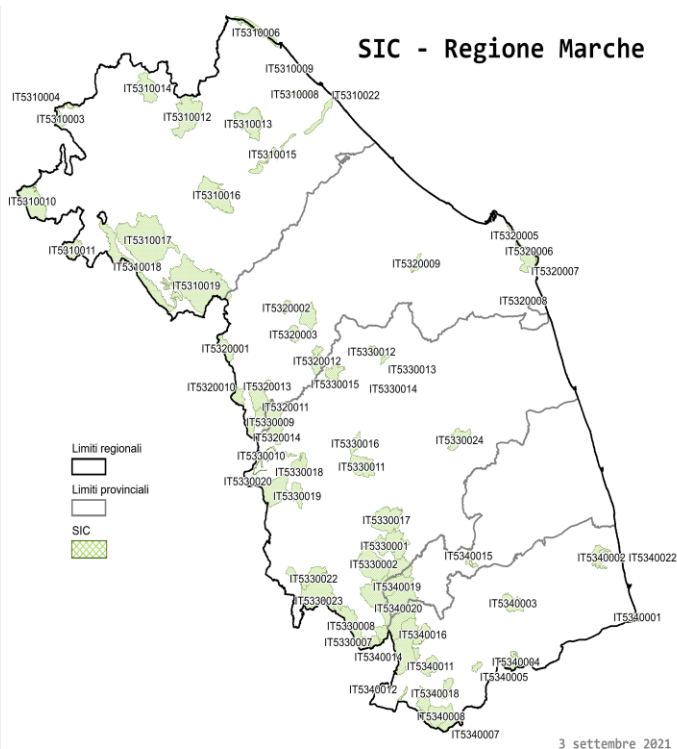 SIC - Regione Marche
IT5310006
IT5310009
IT5310014
IT5310008
IT5310022
IT5310004
IT5310003
IT5310012
IT5310013
IT5310015
IT5310016
IT5310010
IT5310017
IT5310011
IT5310018
IT5310019
IT5320005
IT5320006
IT5320009
IT5320007
IT5320008
IT5320002
IT5320003
IT5320001
IT5330012
IT5320012
IT5330013
IT5330015
IT5330014
IT5320010
IT5320013
IT5320011
IT5330009
IT5320014
IT5330016
IT5330024
IT5330010
IT5330011
IT5330018
IT5330020
IT5330019
Limiti regionali
Limiti provinciali
SIC
IT5330017
IT5330001
IT5330002
IT5340015
IT5340002
IT5340022
IT5330022
IT5340019
IT5330023
IT5340020
IT5340003
IT5340001
IT5330008
IT5340016
IT5330007
IT5340014
IT5340011
IT5340004
IT5340005
IT5340012
IT5340018
IT5340008
IT5340007
3 settembre 2021